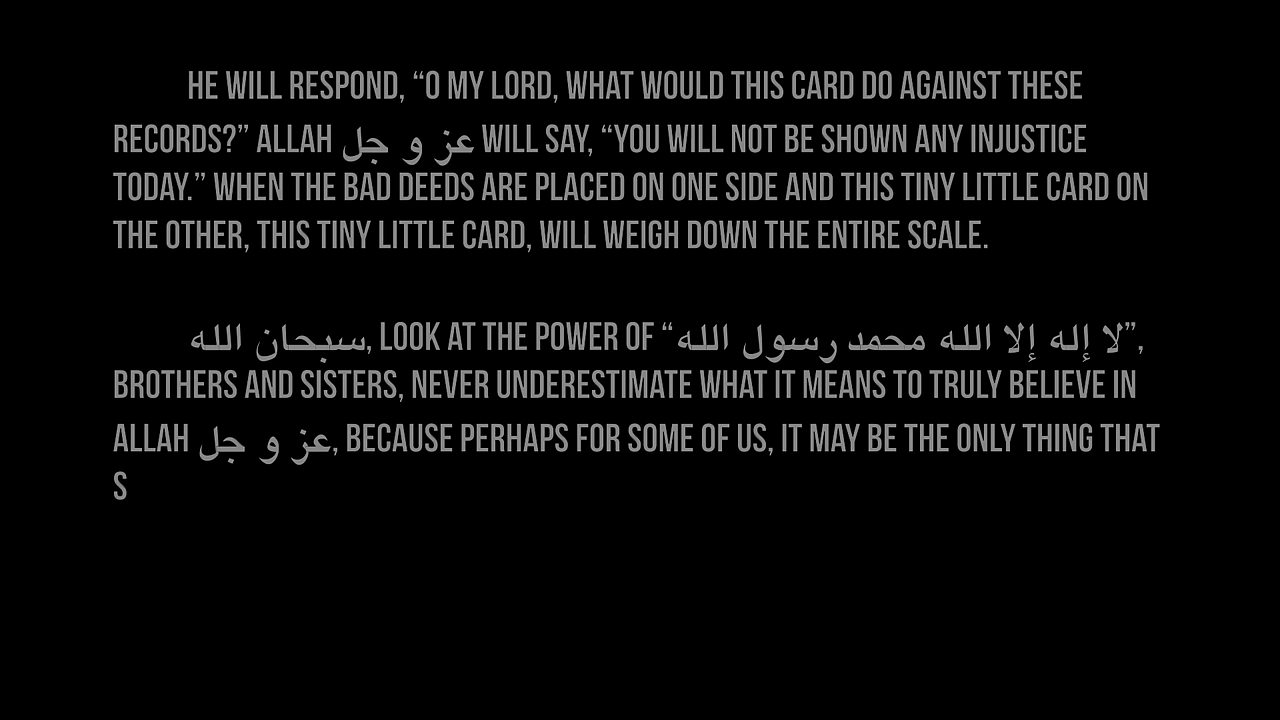 HE WILL RESPOND, “O MY LORD, WHAT WOULD THIS CARD DO AGAINST THESE
RECORDS?” ALLAH عز و جل WILL SAY, “YOU WILL NOT BE SHOWN ANY INJUSTICE
TODAY.” WHEN THE BAD DEEDS ARE PLACED ON ONE SIDE AND THIS TINY LITTLE CARD ON
THE OTHER, THIS TINY LITTLE CARD, WILL WEIGH DOWN THE ENTIRE SCALE.
سبحان الله, LOOK AT THE POWER OF “لا إله إلا الله محمد رسول الله”,
BROTHERS AND SISTERS, NEVER UNDERESTIMATE WHAT IT MEANS TO TRULY BELIEVE IN
ALLAH عز و جل, BECAUSE PERHAPS FOR SOME OF US, IT MAY BE THE ONLY THING THAT
S